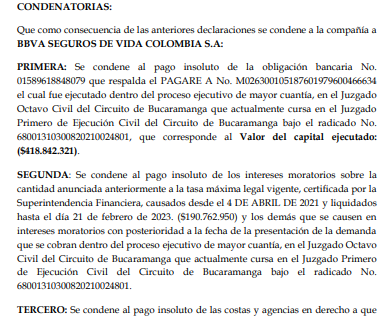 CONDENATORIAS:
Que como consecuencia de las anteriores declaraciones se condene a la compañía a
BBVA SEGUROS DE VIDA COLOMBIA S.A:
PRIMERA: Se condene al pago insoluto de la obligación bancaria No.
01589618848079 que respalda el PAGARE A No. M026300105187601979600466634
el cual fue ejecutado dentro del proceso ejecutivo de mayor cuantía, en el Juzgado
Octavo Civil del Circuito de Bucaramanga que actualmente cursa en el Juzgado
Primero de Ejecución Civil del Circuito de Bucaramanga bajo el radicado No.
68001310300820210024801, que corresponde al Valor del capital ejecutado:
($418.842.321).
SEGUNDA: Se condene al pago insoluto de los intereses moratorios sobre la
cantidad anunciada anteriormente a la tasa máxima legal vigente, certificada por la
Superintendencia Financiera, causados desde el 4 DE ABRIL DE 2021 y liquidados
hasta el día 21 de febrero de 2023. ($190.762.950) y los demás que se causen en
intereses moratorios con posterioridad a la fecha de la presentación de la demanda
que se cobran dentro del proceso ejecutivo de mayor cuantía, en el Juzgado Octavo
Civil del Circuito de Bucaramanga que actualmente cursa en el Juzgado Primero
de Ejecución Civil del Circuito de Bucaramanga bajo el radicado No.
68001310300820210024801.
TERCERO: Se condene al pago insoluto de las costas y agencias en derecho a que